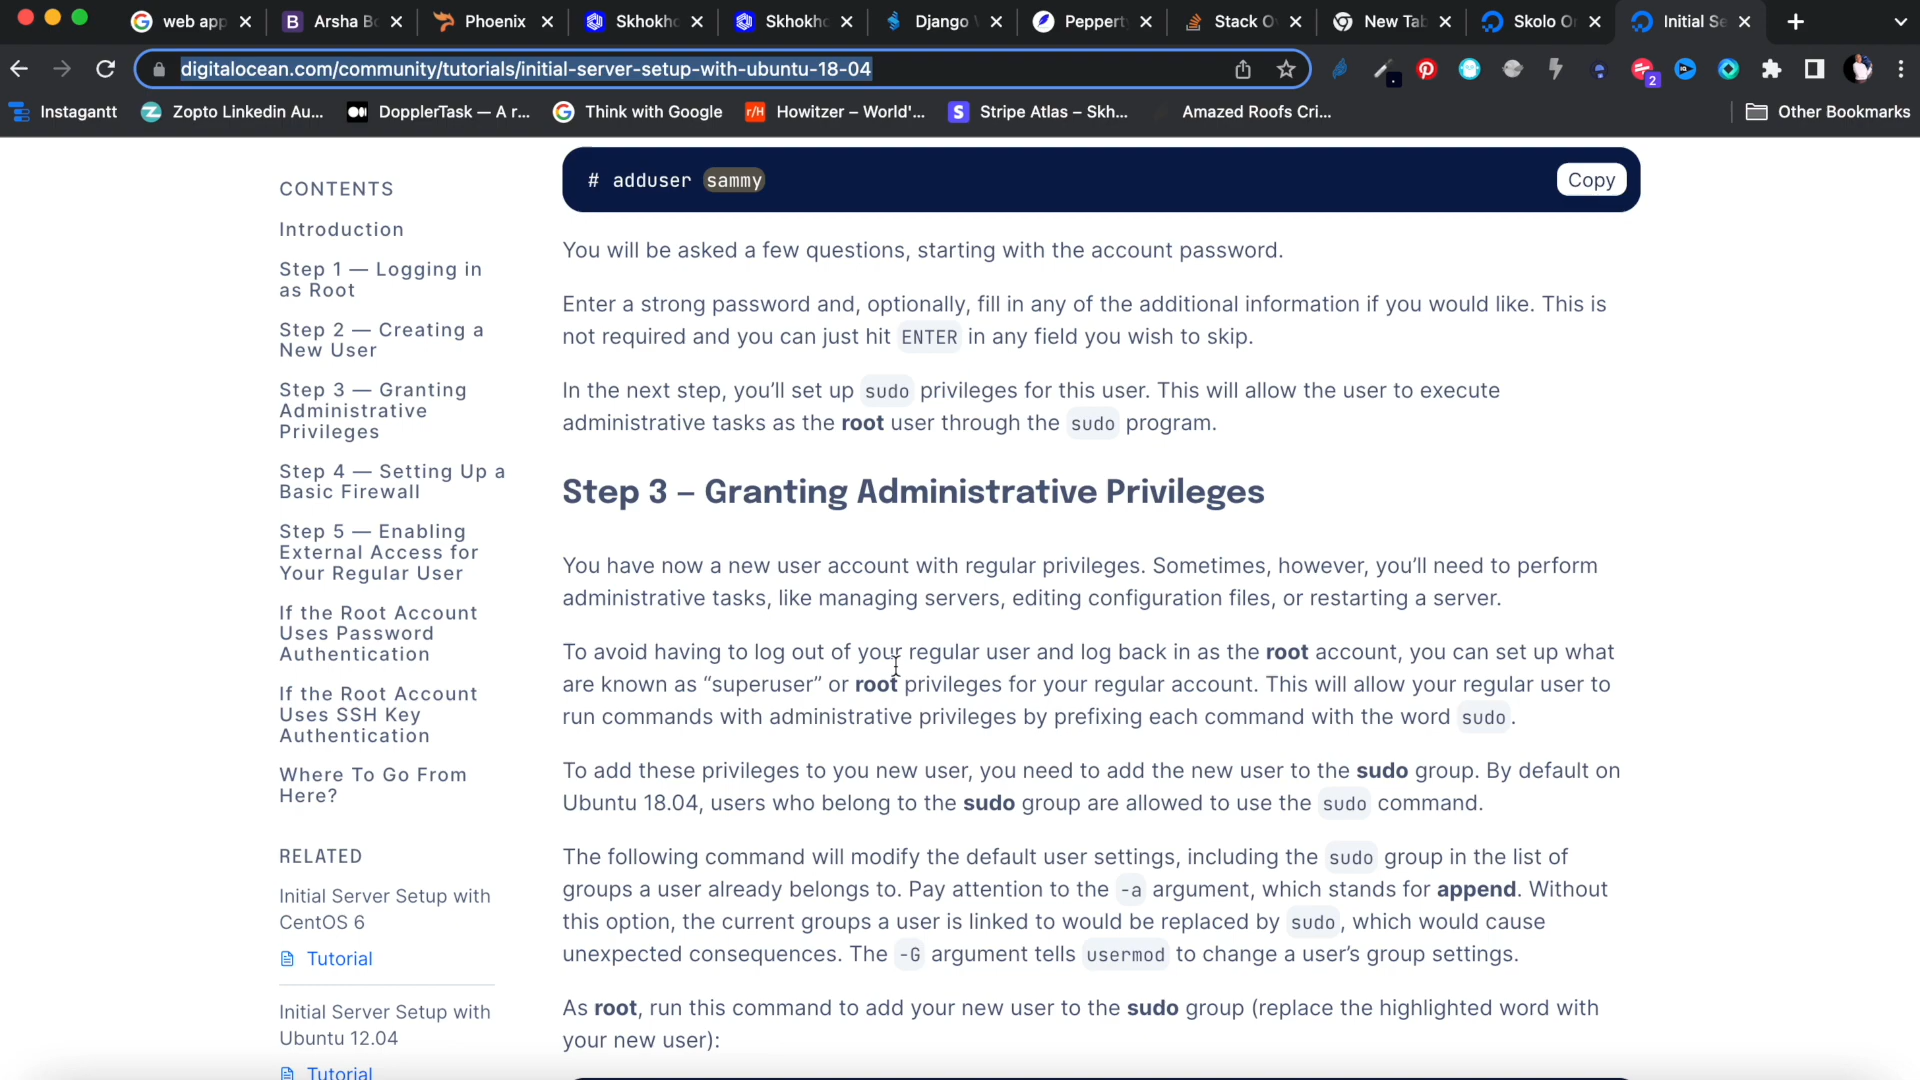 web app
Arsha Bo
Phoenix
Skhokho
Skhokho
Django
Pepperty
Stack O
New Tab
Skolo On
Initial Se
digitalocean.com/community/tutorials/initial-server-setup-with-ubuntu-18-04
2
Instagantt
Zopto Linkedin Au...
DopplerTask — A r...
Think with Google
r/H Howitzer – World'...
S Stripe Atlas – Skh...
Amazed Roofs Cri...
Other Bookmarks
# adduser sammy
Copy
CONTENTS
Introduction
Step 1 — Logging in
as Root
Step 2 — Creating a
New User
Step 3 — Granting
Administrative
Privileges
Step 4 — Setting Up a
Basic Firewall
Step 5 — Enabling
External Access for
Your Regular User
If the Root Account
Uses Password
Authentication
If the Root Account
Uses SSH Key
Authentication
Where To Go From
Here?
RELATED
Initial Server Setup with
CentOS 6
Tutorial
Initial Server Setup with
Ubuntu 12.04
Tutorial
You will be asked a few questions, starting with the account password.
Enter a strong password and, optionally, fill in any of the additional information if you would like. This is
not required and you can just hit ENTER in any field you wish to skip.
In the next step, you’ll set up sudo privileges for this user. This will allow the user to execute
administrative tasks as the root user through the sudo program.
Step 3 — Granting Administrative Privileges
You have now a new user account with regular privileges. Sometimes, however, you’ll need to perform
administrative tasks, like managing servers, editing configuration files, or restarting a server.
To avoid having to log out of your regular user and log back in as the root account, you can set up what
are known as “superuser” or root privileges for your regular account. This will allow your regular user to
run commands with administrative privileges by prefixing each command with the word sudo.
To add these privileges to you new user, you need to add the new user to the sudo group. By default on
Ubuntu 18.04, users who belong to the sudo group are allowed to use the sudo command.
The following command will modify the default user settings, including the sudo group in the list of
groups a user already belongs to. Pay attention to the -a argument, which stands for append. Without
this option, the current groups a user is linked to would be replaced by sudo, which would cause
unexpected consequences. The -G argument tells usermod to change a user’s group settings.
As root, run this command to add your new user to the sudo group (replace the highlighted word with
your new user):